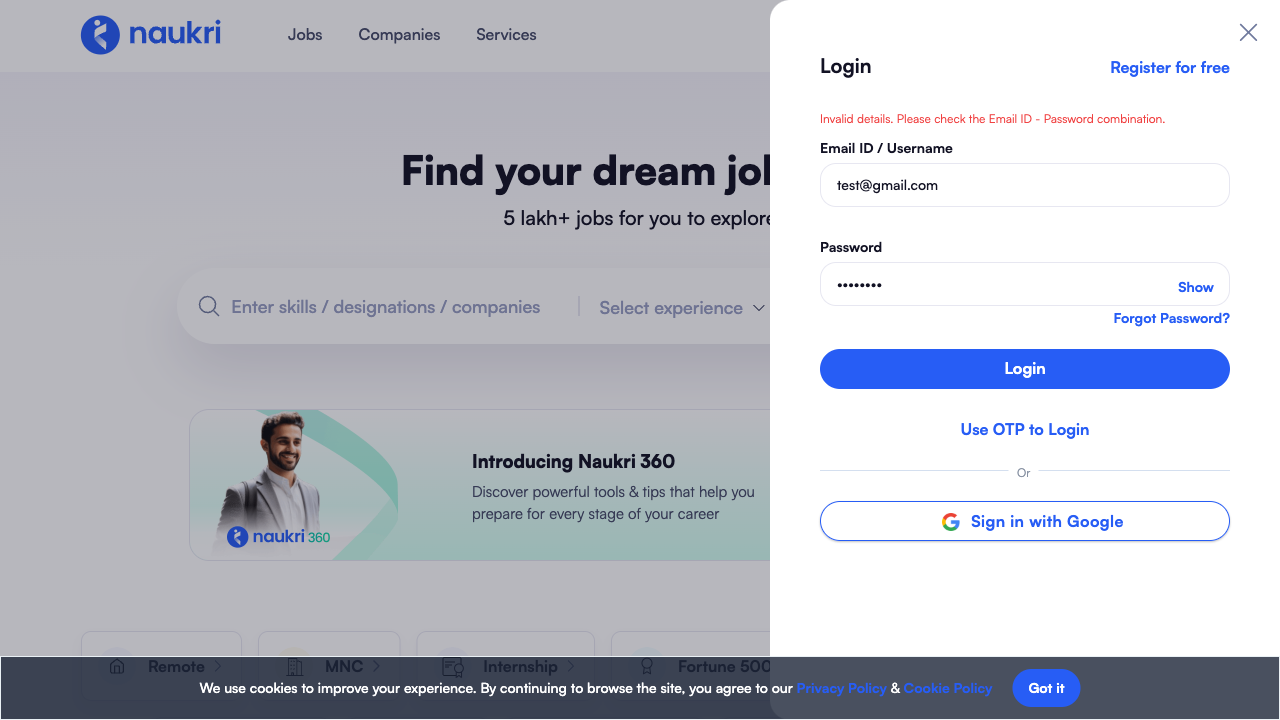 naukri
Jobs
Companies
Services
Find your dream jol
5 lakh+ jobs for you to explore
Enter skills / designations / companies
Select experience
Introducing Naukri 360
Discover powerful tools & tips that help you
prepare for every stage of your career
naukri 360
Remote
MNC
Internship
Fortune 500
Login
Register for free
Invalid details. Please check the Email ID - Password combination.
Email ID / Username
test@gmail.com
Password
••••••••
Show
Forgot Password?
Login
Use OTP to Login
Or
Sign in with Google
We use cookies to improve your experience. By continuing to browse the site, you agree to our Privacy Policy & Cookie Policy
Got it